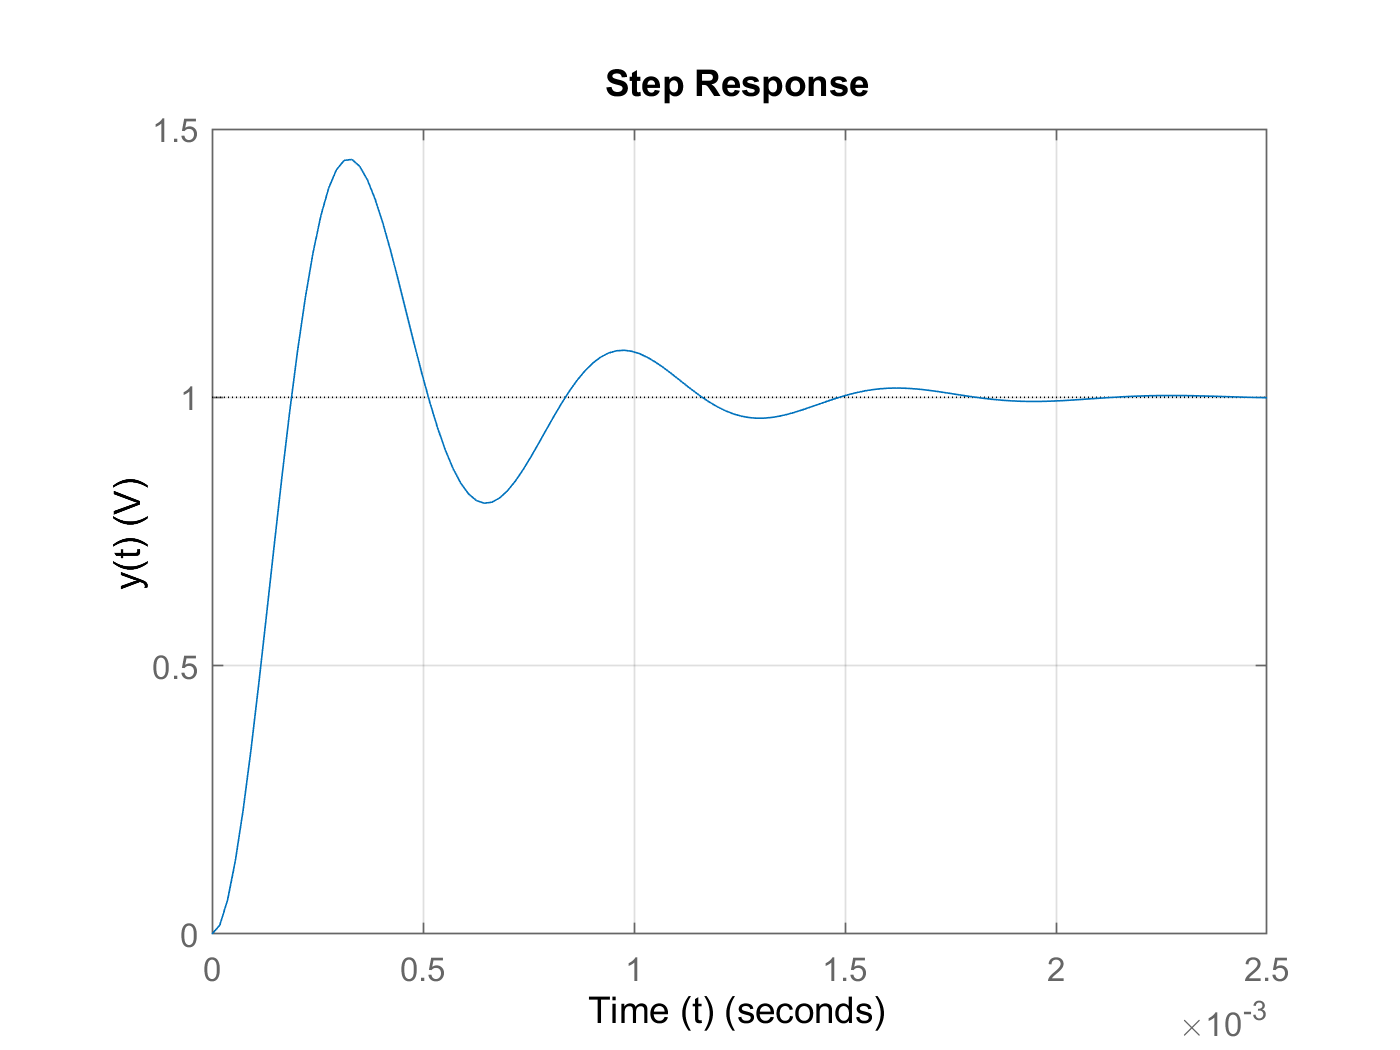 Step Response
1.5
1
0.5
0
y(t) (V)
0 0.5 1 1.5 2 2.5
Time (t) (seconds)
×10-3